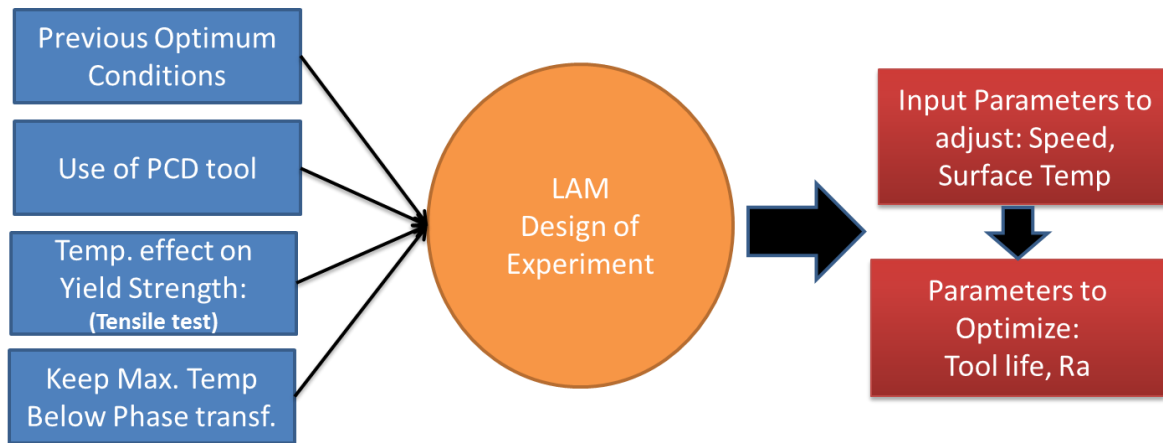 Previous Optimum
Conditions
Use of PCD tool
Temp. effect on
Yield Strength:
(Tensile test)
Keep Max. Temp
Below Phase transf.
LAM
Design of
Experiment
Input Parameters to
adjust: Speed,
Surface Temp
Parameters to
Optimize:
Tool life, Ra